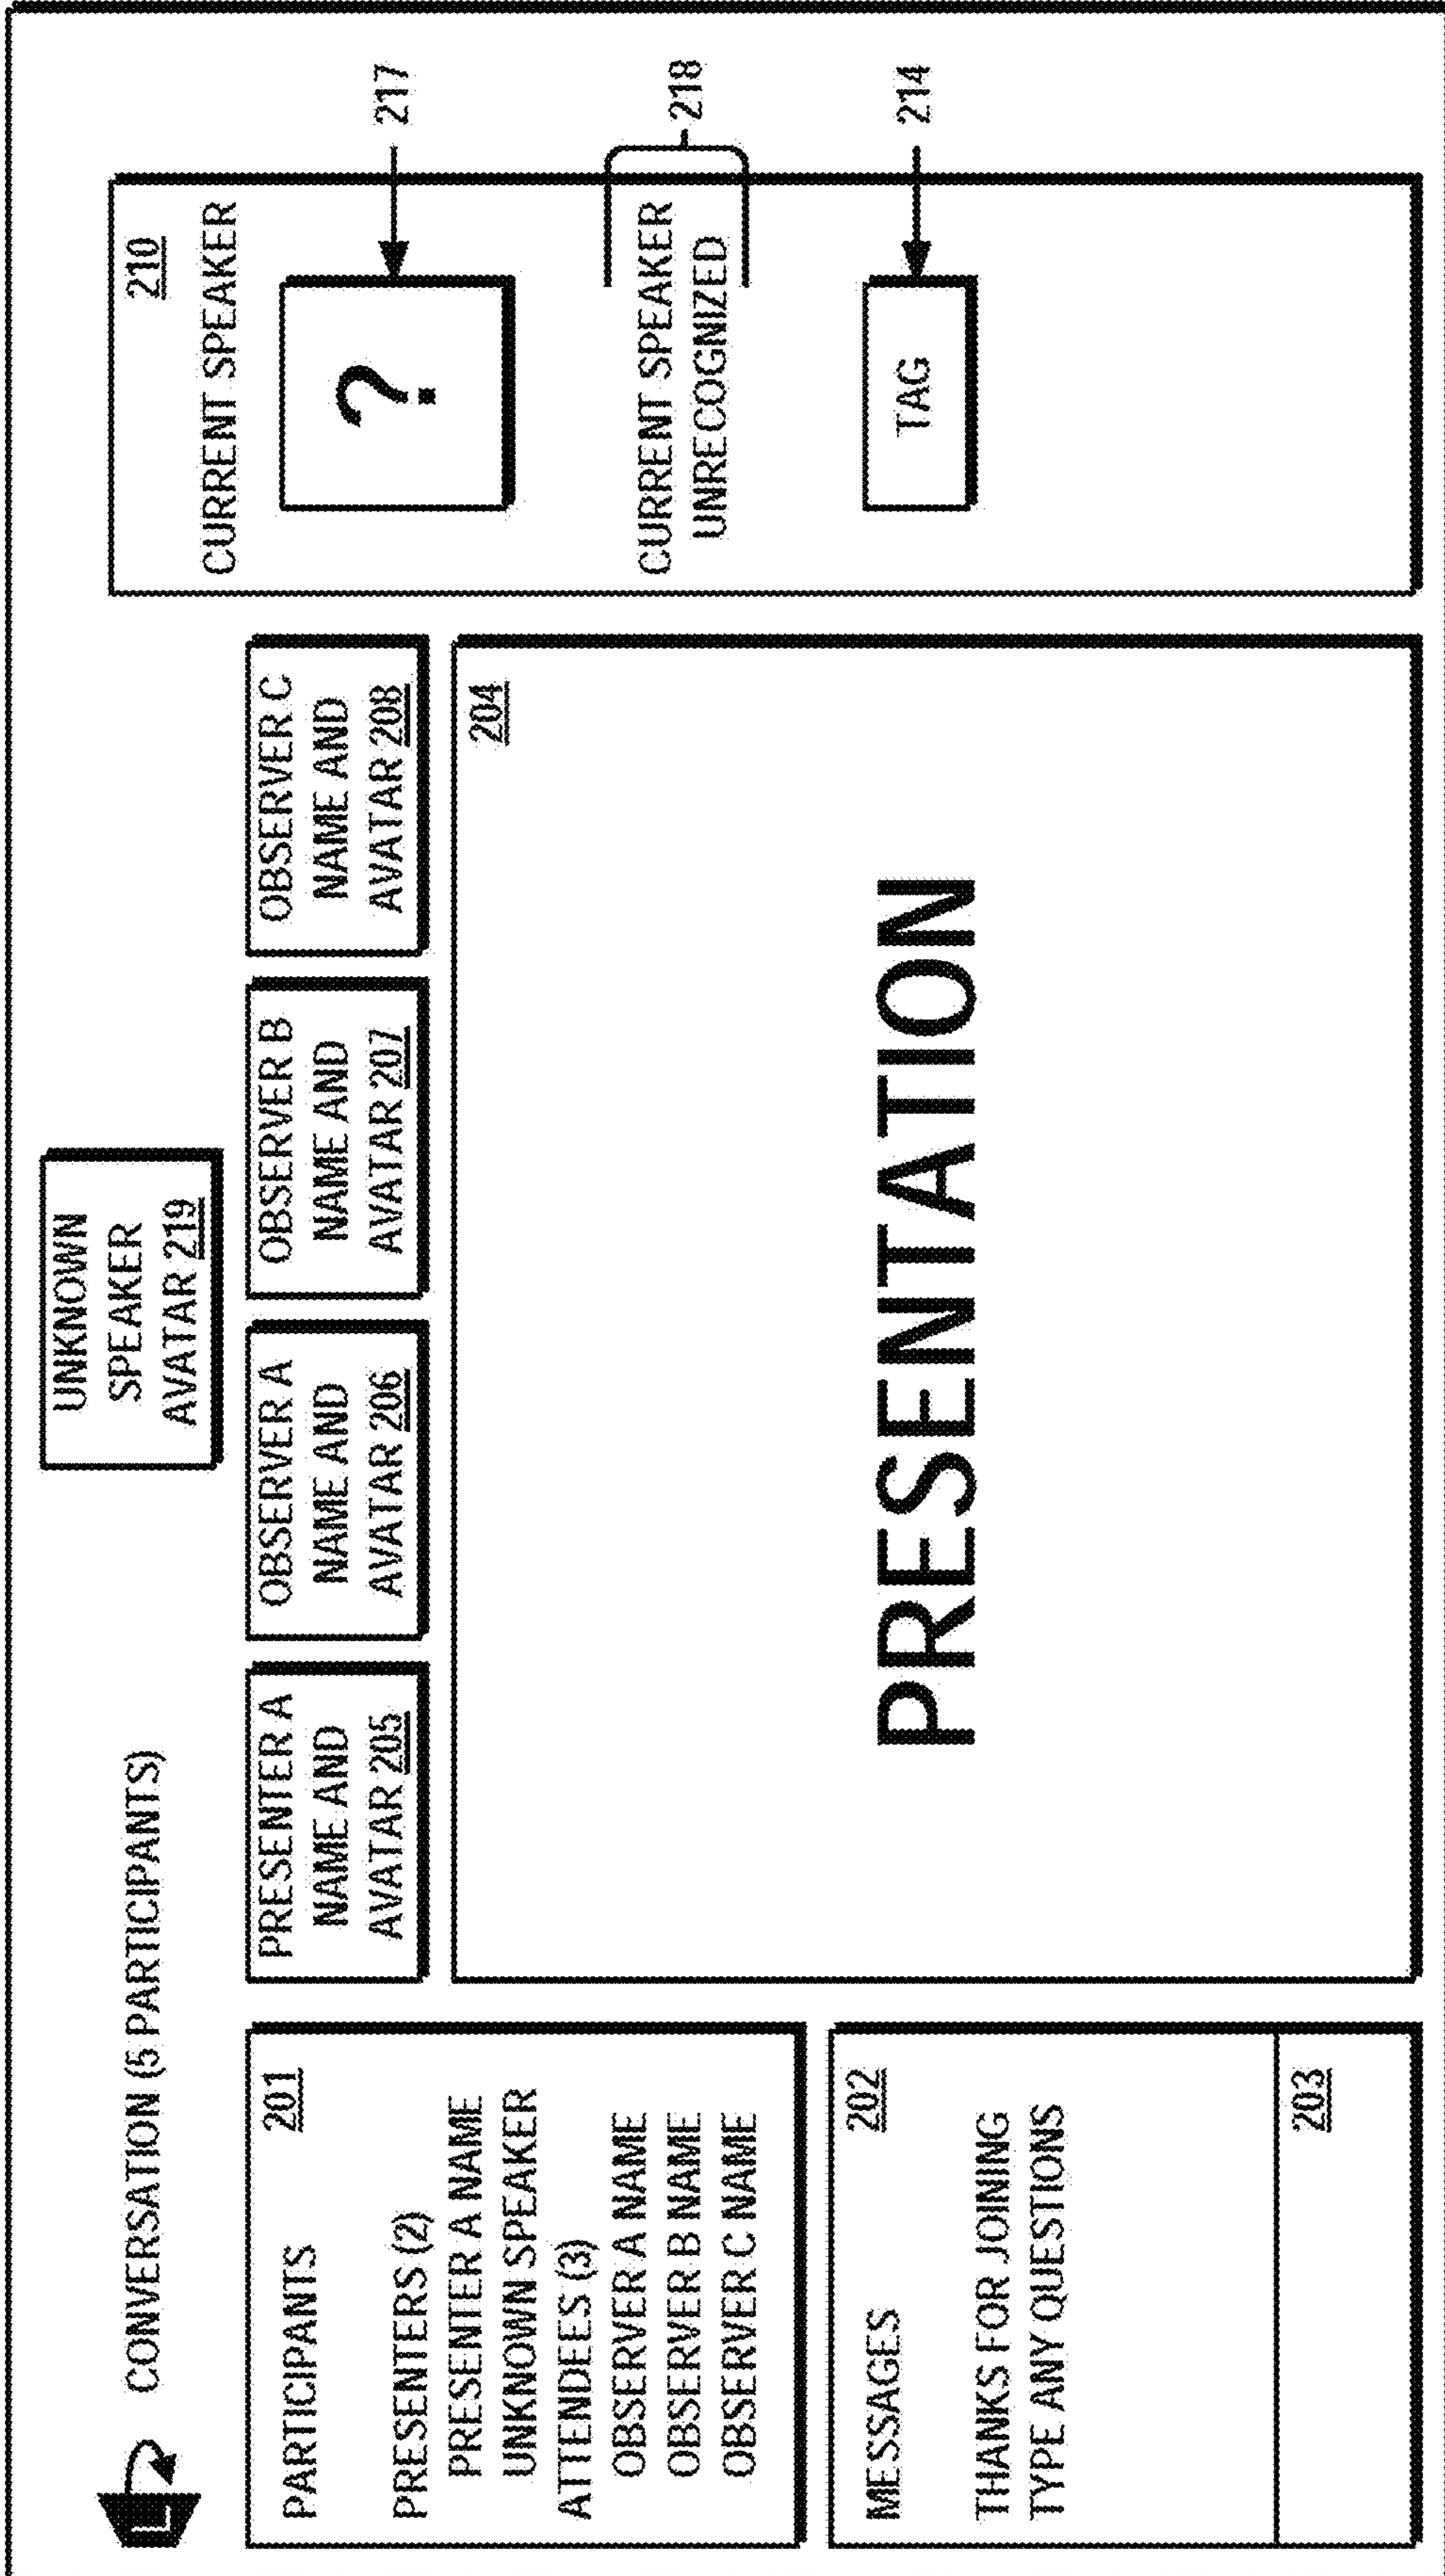 CONVERSATION (5 PARTICIPANTS)
UNKNOWN
SPEAKER
AVATAR 219
201
PARTICIPANTS
PRESENTERS (2)
PRESENTER A NAME
UNKNOWN SPEAKER
ATTENDEES (3)
OBSERVER A NAME
OBSERVER B NAME
OBSERVER C NAME
202
MESSAGES
THANKS FOR JOINING
TYPE ANY QUESTIONS
203
PRESENTER A
NAME AND
AVATAR 205
OBSERVER A
NAME AND
AVATAR 206
OBSERVER B
NAME AND
AVATAR 207
OBSERVER C
NAME AND
AVATAR 208
204
PRESENTATION
210
CURRENT SPEAKER
?
217
CURRENT SPEAKER
UNRECOGNIZED
218
TAG
214